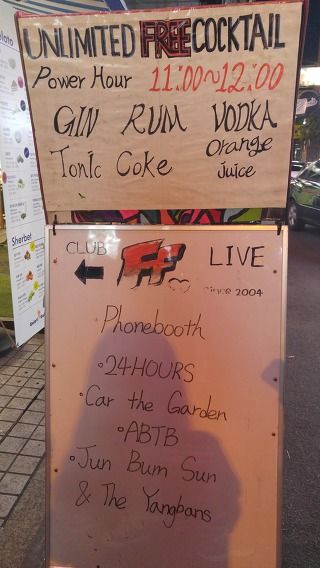 UNLIMITED FREE COCKTAIL
Power Hour 11:00~12:00
GIN RUM VODKA
Tonic Coke Orange
Juice
CLUB FF LIVE
since 2004
Phonebooth
24HOURS
Car the Garden
ABTB
Jun Bum Sun
& The Yangbans
Sherbet